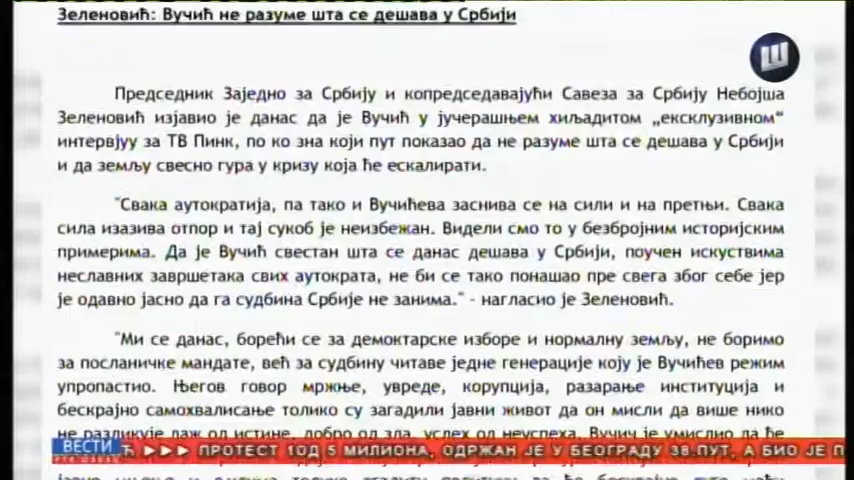 Зеленовић: Вучић не разуме шта се дешава у Србији
Ш
Председник Заједно за Србију и копредседавајући Савеза за Србију Небојша
Зеленовић изјавио је данас да је Вучић у јучерашњем хиљадитом „ексклузивном“
интервјуу за ТВ Пинк, по ко зна који пут показао да не разуме шта се дешава у Србији
и да земљу свесно гура у кризу која ће ескалирати.
"Свака аутократија, па тако и Вучићева заснива се на сили и на претњи. Свака
сила изазива отпор и тај сукоб је неизбежан. Видели смо то у безбројним историјским
примерима. Да је Вучић свестан шта се данас дешава у Србији, поучен искуствима
неславних завршетака свих аутократа, не би се тако понашао пре свега због себе јер
је одавно јасно да га судбина Србије не занима." - нагласио је Зеленовић.
"Ми се данас, борећи се за демоктарске изборе и нормалну земљу, не боримо
за посланичке мандате, већ за судбину читаве једне генерације коју је Вучићев режим
упропастио. Његов говор мржње, увреде, корупција, разарање институција и
бескрајно самохвалисање толико су загадили јавни живот да он мисли да више нико
не разликује лаж од истине, добро од зла, успех од неуспеха. Вучић је умислио да ће
ВЕСТИ
Ћ ►►► ПРОТЕСТ 1ОД 5 МИЛИОНА, ОДРЖАН ЈЕ У БЕОГРАДУ 38 ПУТ, А БИО ЈЕ П